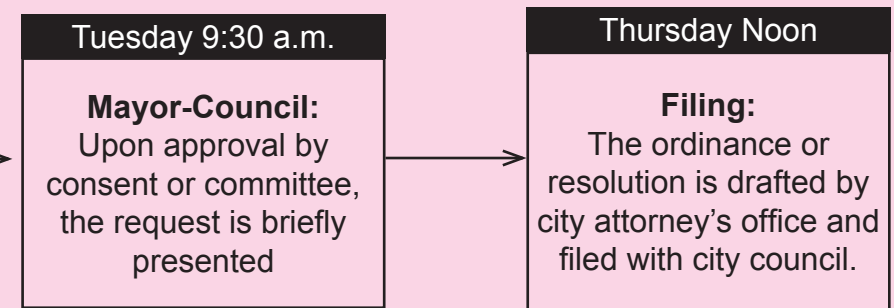 Tuesday 9:30 a.m.
Mayor-Council:
Upon approval by
consent or committee,
the request is briefly
presented
Thursday Noon
Filing:
The ordinance or
resolution is drafted by
city attorney’s office and
filed with city council.